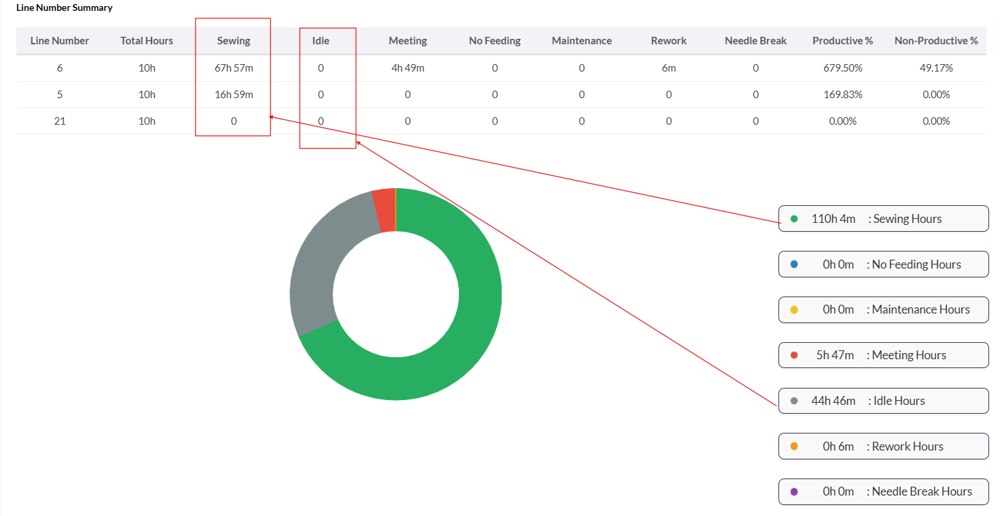 Line Number Summary
Line Number Total Hours Sewing Idle Meeting No Feeding Maintenance Rework Needle Break Productive % Non-Productive %
6 10h 67h 57m 0 4h 49m 0 0 6m 0 679.50% 49.17%
5 10h 16h 59m 0 0 0 0 0 0 169.83% 0.00%
21 10h 0 0 0 0 0 0 0 0.00% 0.00%
110h 4m : Sewing Hours
0h 0m : No Feeding Hours
0h 0m : Maintenance Hours
5h 47m : Meeting Hours
44h 46m : Idle Hours
0h 6m : Rework Hours
0h 0m : Needle Break Hours